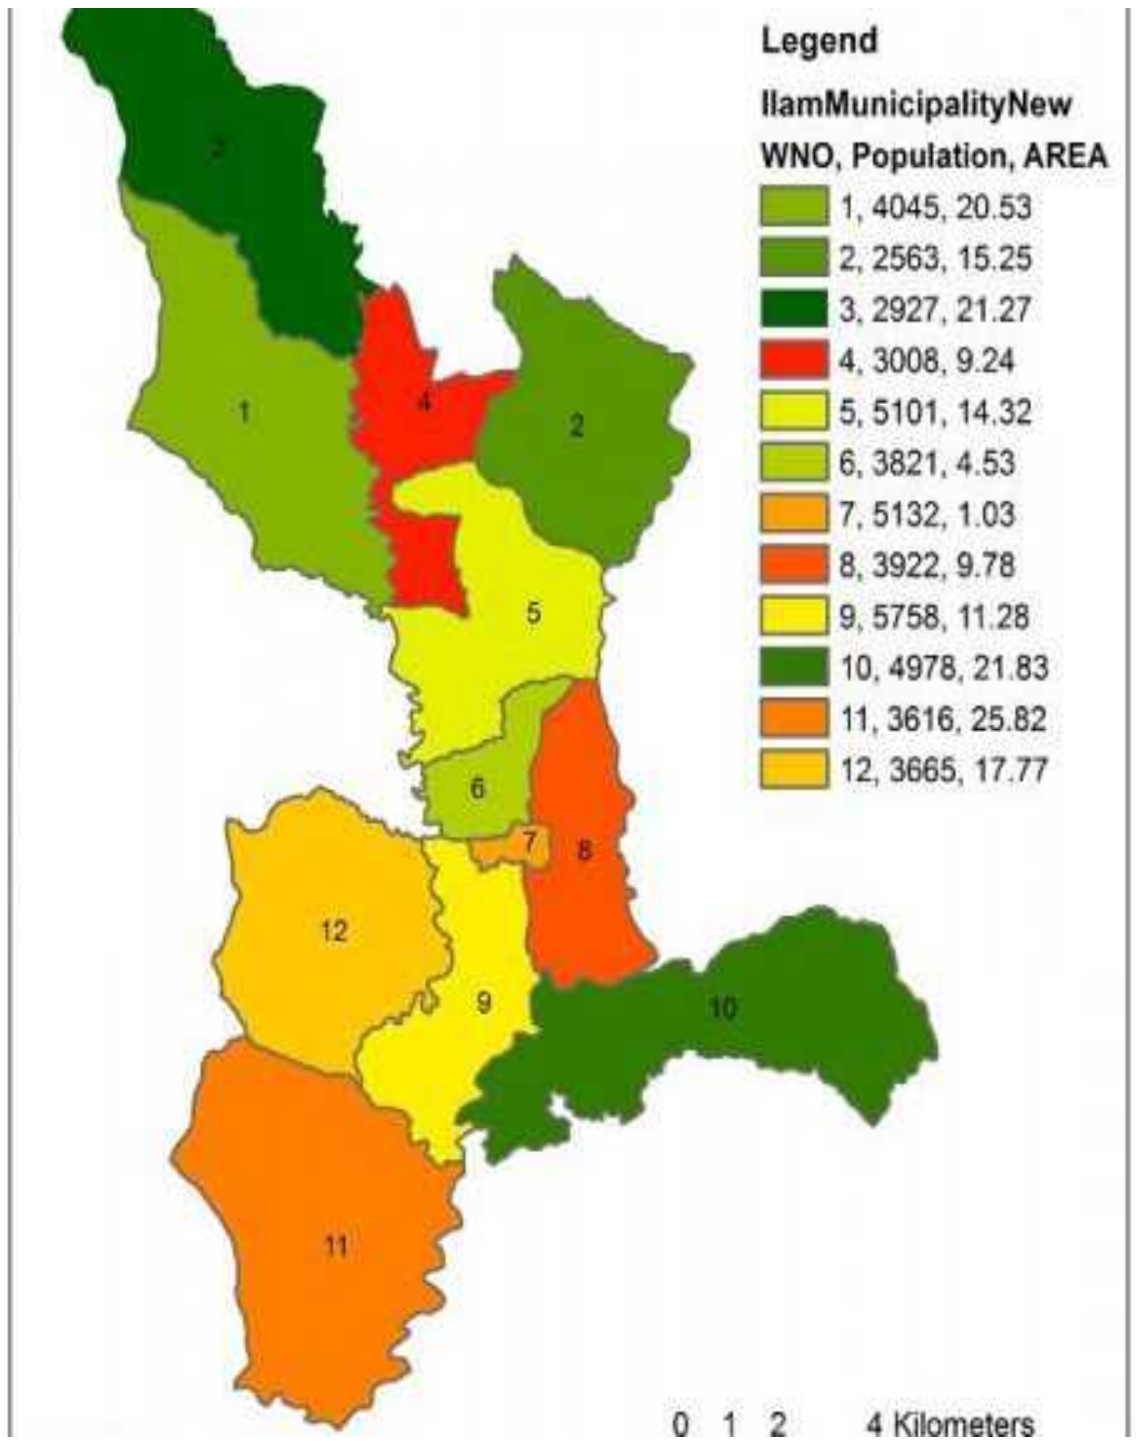 Legend
IlamMunicipalityNew
WNO, Population, AREA
1, 4045, 20.53
2, 2563, 15.25
3, 2927, 21.27
4, 3008, 9.24
5, 5101, 14.32
6, 3821, 4.53
7, 5132, 1.03
8, 3922, 9.78
9, 5758, 11.28
10, 4978, 21.83
11, 3616, 25.82
12, 3665, 17.77
3
1
4
2
5
6
7
8
12
9
10
11
0 1 2 4 Kilometers